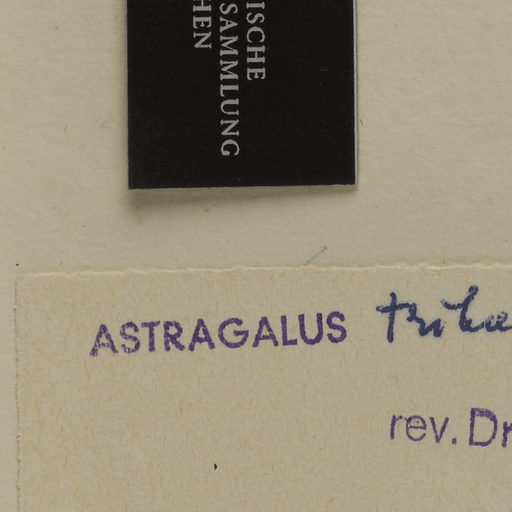 ISCHE
SAMMLUNG
HEN
ASTRAGALUS
rev. Dr